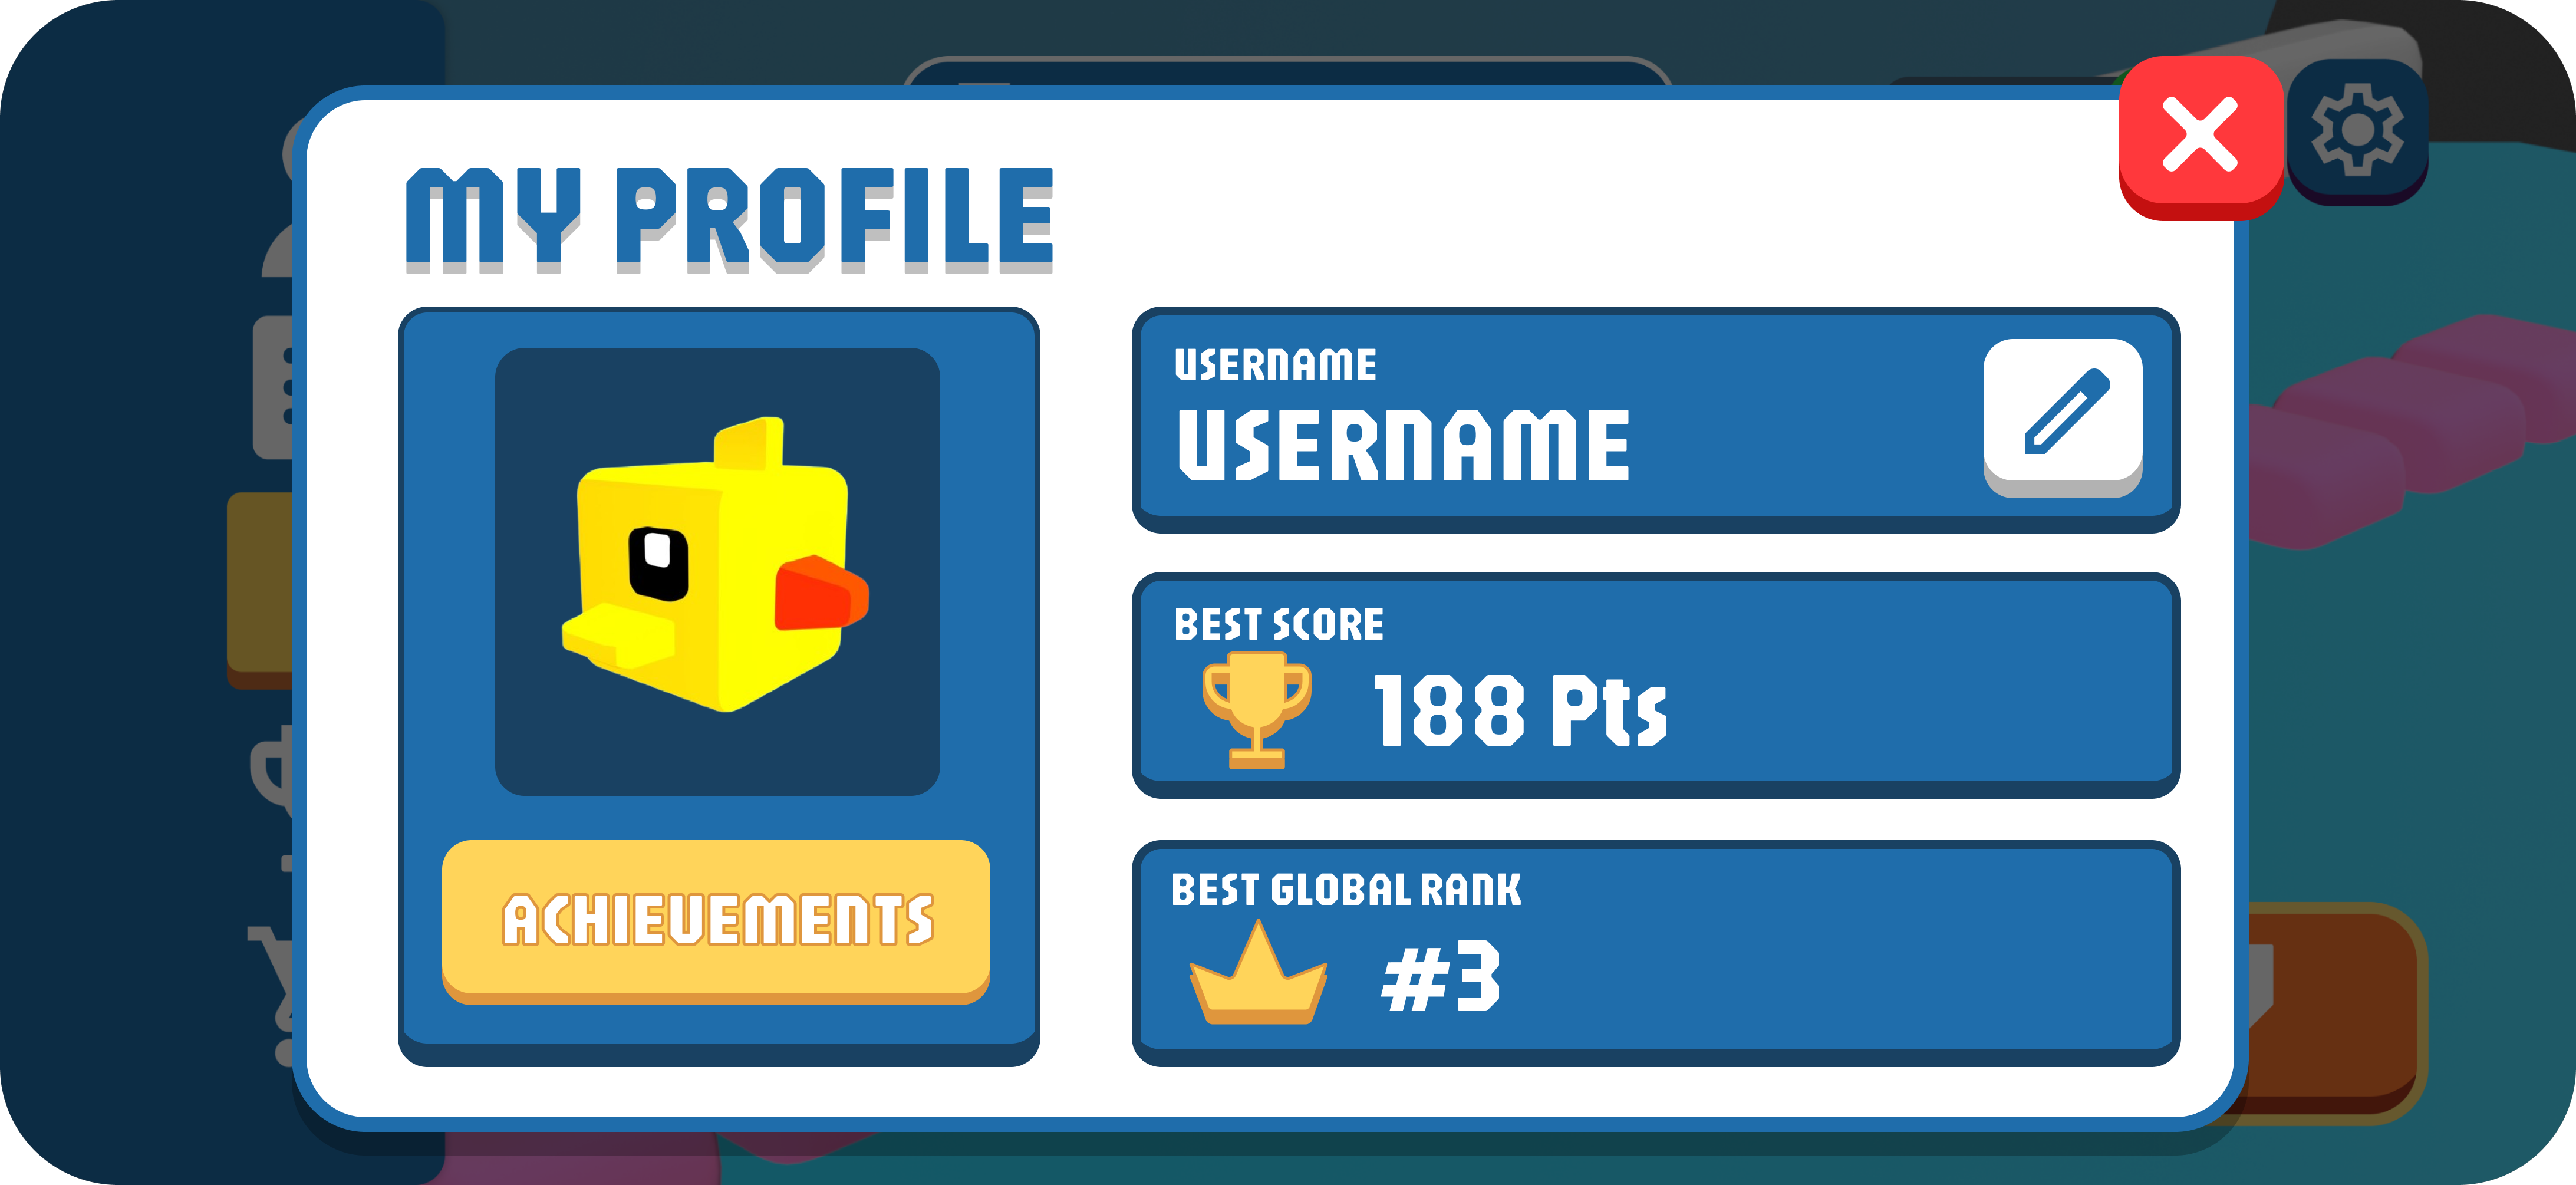 MY PROFILE
USERNAME
USERNAME
BEST SCORE
188 Pts
BEST GLOBAL RANK
#3
ACHIEVEMENTS